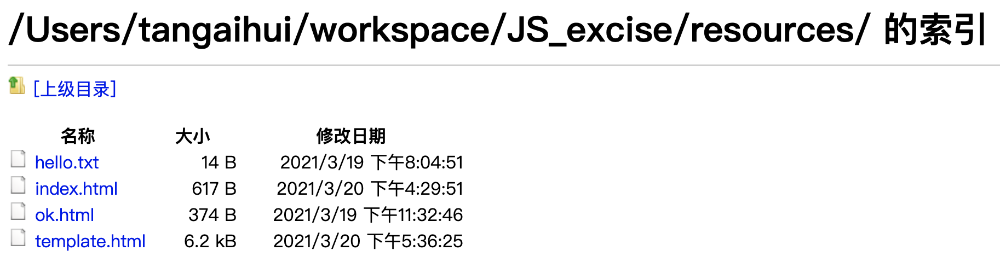 /Users/tangaihui/workspace/JS_excise/resources/ 的索引
[上级目录]
名称 大小 修改日期
hello.txt 14 B 2021/3/19 下午8:04:51
index.html 617 B 2021/3/20 下午4:29:51
ok.html 374 B 2021/3/19 下午11:32:46
template.html 6.2 kB 2021/3/20 下午5:36:25